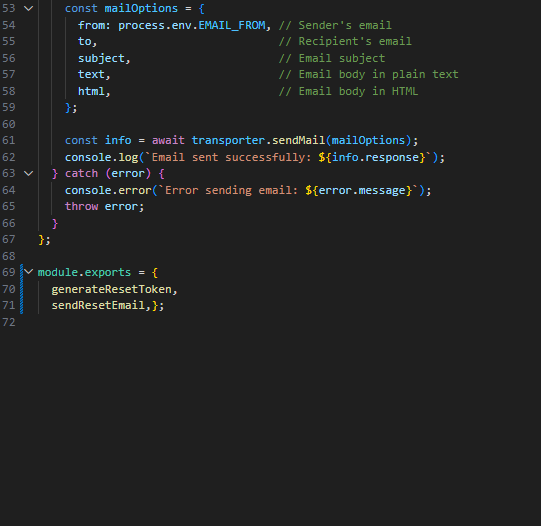 53 const mailOptions = {
54 from: process.env.EMAIL_FROM, // Sender's email
55 to, // Recipient's email
56 subject, // Email subject
57 text, // Email body in plain text
58 html, // Email body in HTML
59 };
60
61 const info = await transporter.sendMail(mailOptions);
62 console.log(`Email sent successfully: ${info.response}`);
63 } catch (error) {
64 console.error(`Error sending email: ${error.message}`);
65 throw error;
66 }
67 };
68
69 module.exports = {
70 generateResetToken,
71 sendResetEmail,};
72